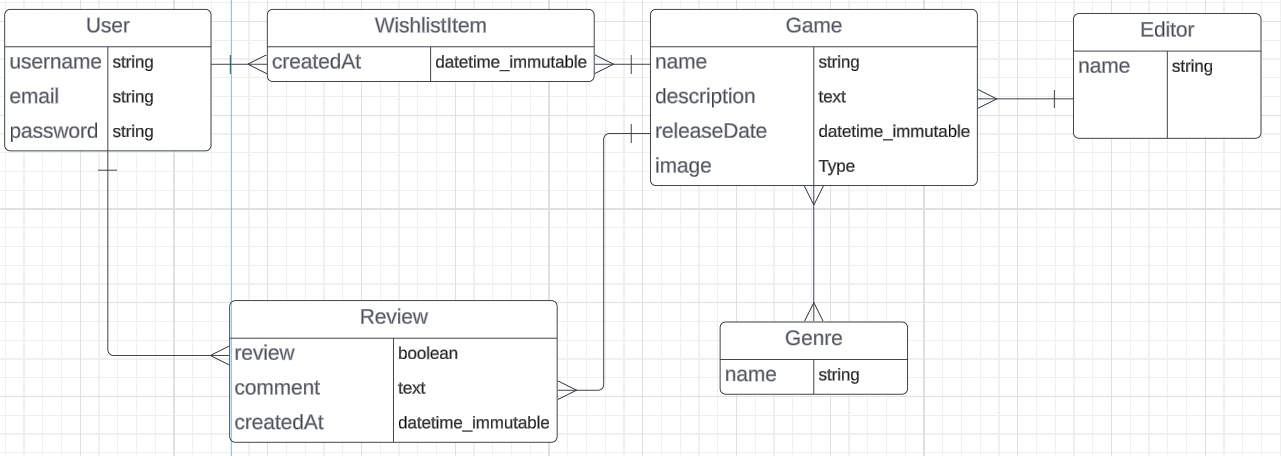 User
username string
email string
password string
WishlistItem
createdAt datetime_immutable
Game
name string
description text
releaseDate datetime_immutable
image Type
Editor
name string
Review
review boolean
comment text
createdAt datetime_immutable
Genre
name string